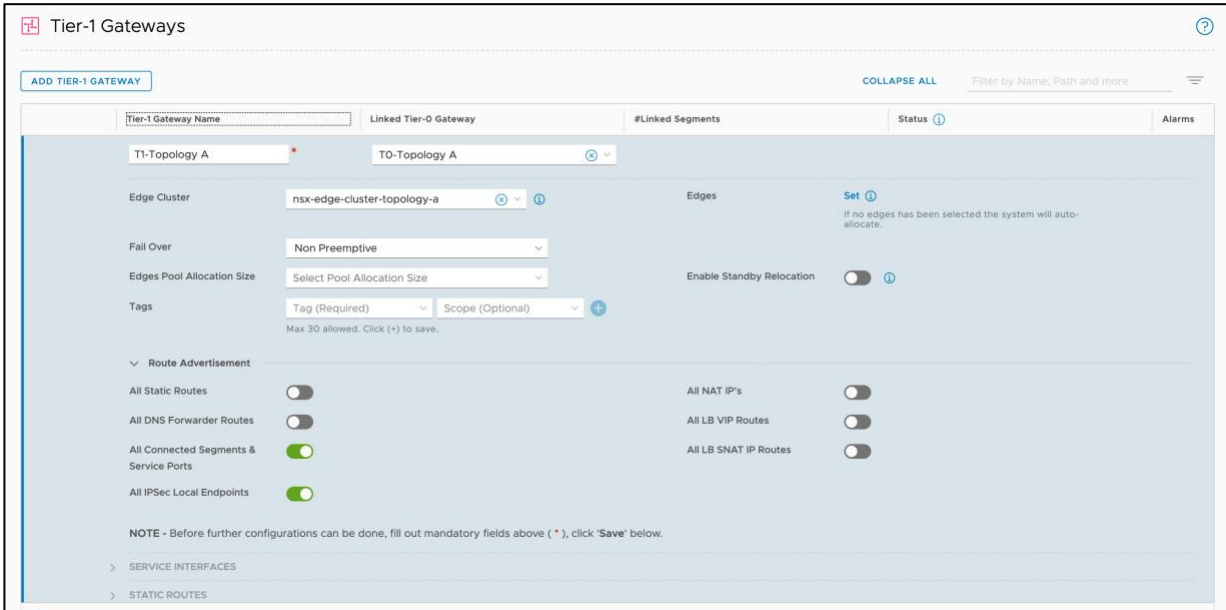 Tier-1 Gateways
ADD TIER-1 GATEWAY
COLLAPSE ALL
Filter by Name, Path and more
Tier-1 Gateway Name Linked Tier-0 Gateway #Linked Segments Status Alarms
T1-Topology A * T0-Topology A
Edge Cluster nsx-edge-cluster-topology-a Edges Set
If no edges has been selected the system will auto-
allocate.
Fail Over Non Preemptive
Edges Pool Allocation Size Select Pool Allocation Size Enable Standby Relocation
Tags Tag (Required) Scope (Optional)
Max 30 allowed. Click (+) to save.
Route Advertisement
All Static Routes All NAT IP's
All DNS Forwarder Routes All LB VIP Routes
All Connected Segments & All LB SNAT IP Routes
Service Ports
All IPSec Local Endpoints
NOTE - Before further configurations can be done, fill out mandatory fields above ( * ), click 'Save' below.
SERVICE INTERFACES
STATIC ROUTES